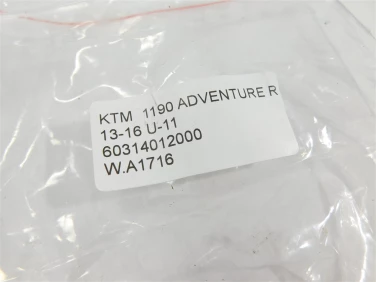 KTM 1190 ADVENTURE R
13-16 U-11
60314012000
W.A1716